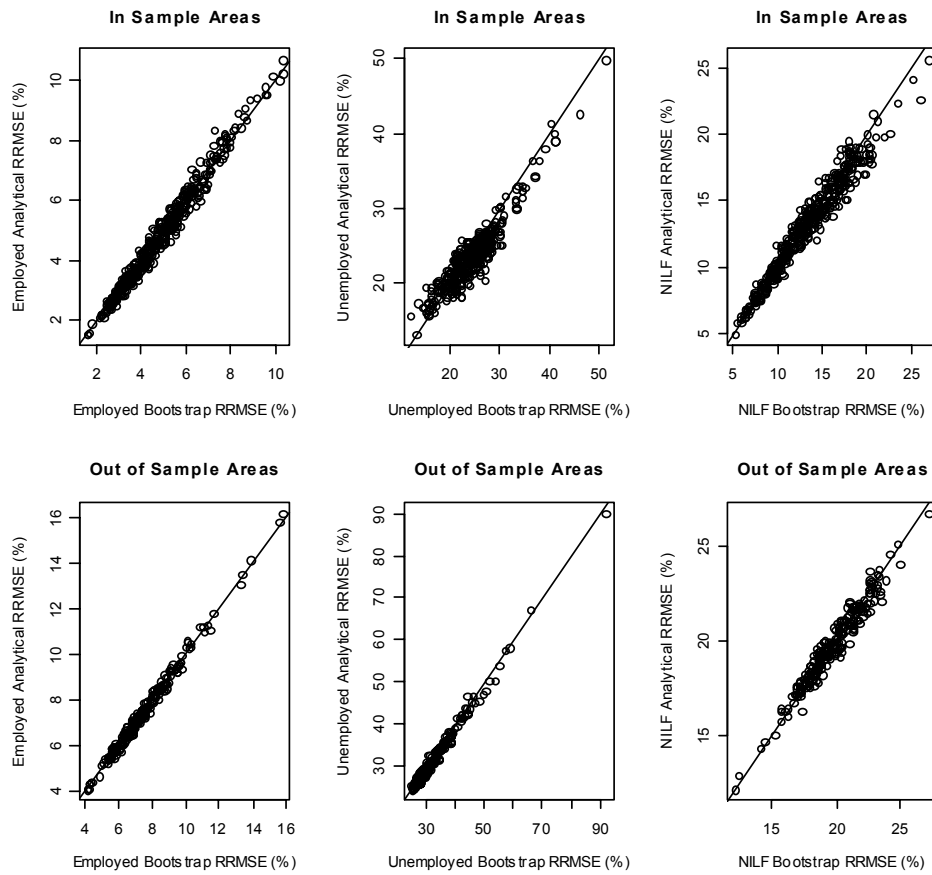 In Sample Areas
Employed Analytical RRMSE (%)
2 4 6 8 10
2 4 6 8 10
Employed Bootstrap RRMSE (%)
In Sample Areas
Unemployed Analytical RRMSE (%)
20 30 40 50
20 30 40 50
Unemployed Bootstrap RRMSE (%)
In Sample Areas
NILF Analytical RRMSE (%)
5 10 15 20 25
5 10 15 20 25
NILF Bootstrap RRMSE (%)
Out of Sample Areas
Employed Analytical RRMSE (%)
4 6 8 10 12 14 16
4 6 8 10 12 14 16
Employed Bootstrap RRMSE (%)
Out of Sample Areas
Unemployed Analytical RRMSE (%)
30 40 50 60 70 80 90
30 50 70 90
Unemployed Bootstrap RRMSE (%)
Out of Sample Areas
NILF Analytical RRMSE (%)
15 20 25
15 20 25
NILF Bootstrap RRMSE (%)